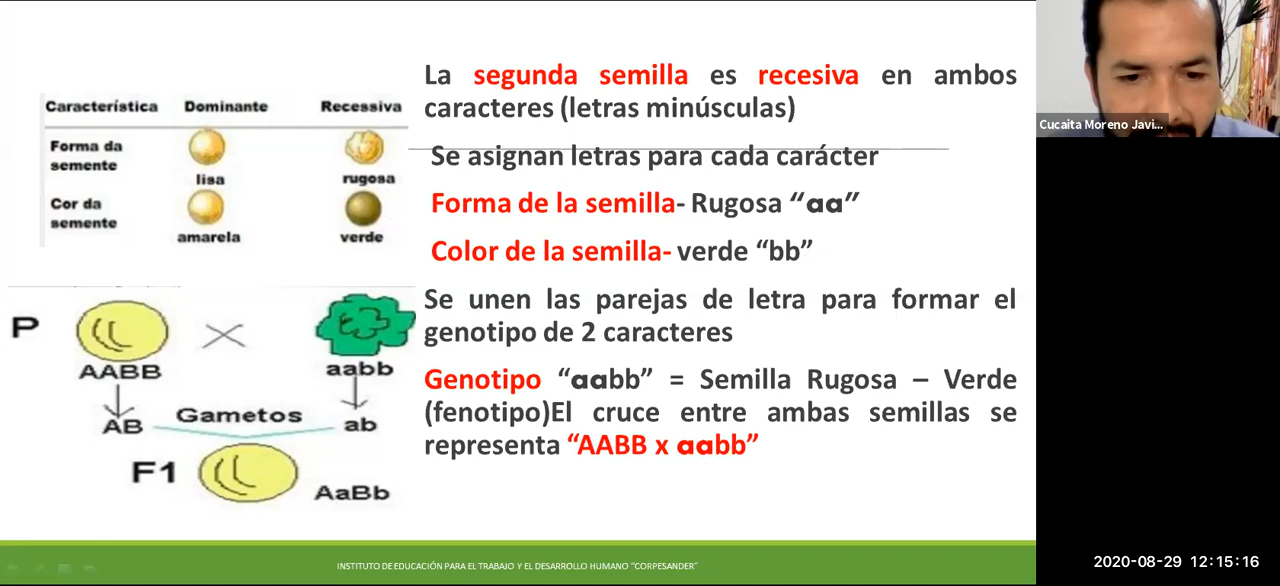 Característica Dominante Recessiva
Forma da
semente
lisa rugosa
Cor da
semente
amarela verde
P
AABB aabb
Gametos
AB ab
F1
AaBb
La segunda semilla es recesiva en ambos
caracteres (letras minúsculas)
Se asignan letras para cada carácter
Forma de la semilla- Rugosa “aa”
Color de la semilla- verde “bb”
Se unen las parejas de letra para formar el
genotipo de 2 caracteres
Genotipo “aabb” = Semilla Rugosa – Verde
(fenotipo)El cruce entre ambas semillas se
representa “AABB x aabb”
INSTITUTO DE EDUCACIÓN PARA EL TRABAJO Y EL DESARROLLO HUMANO “CORPESANDER”
Cucaita Moreno Javi...
2020-08-29 12:15:16